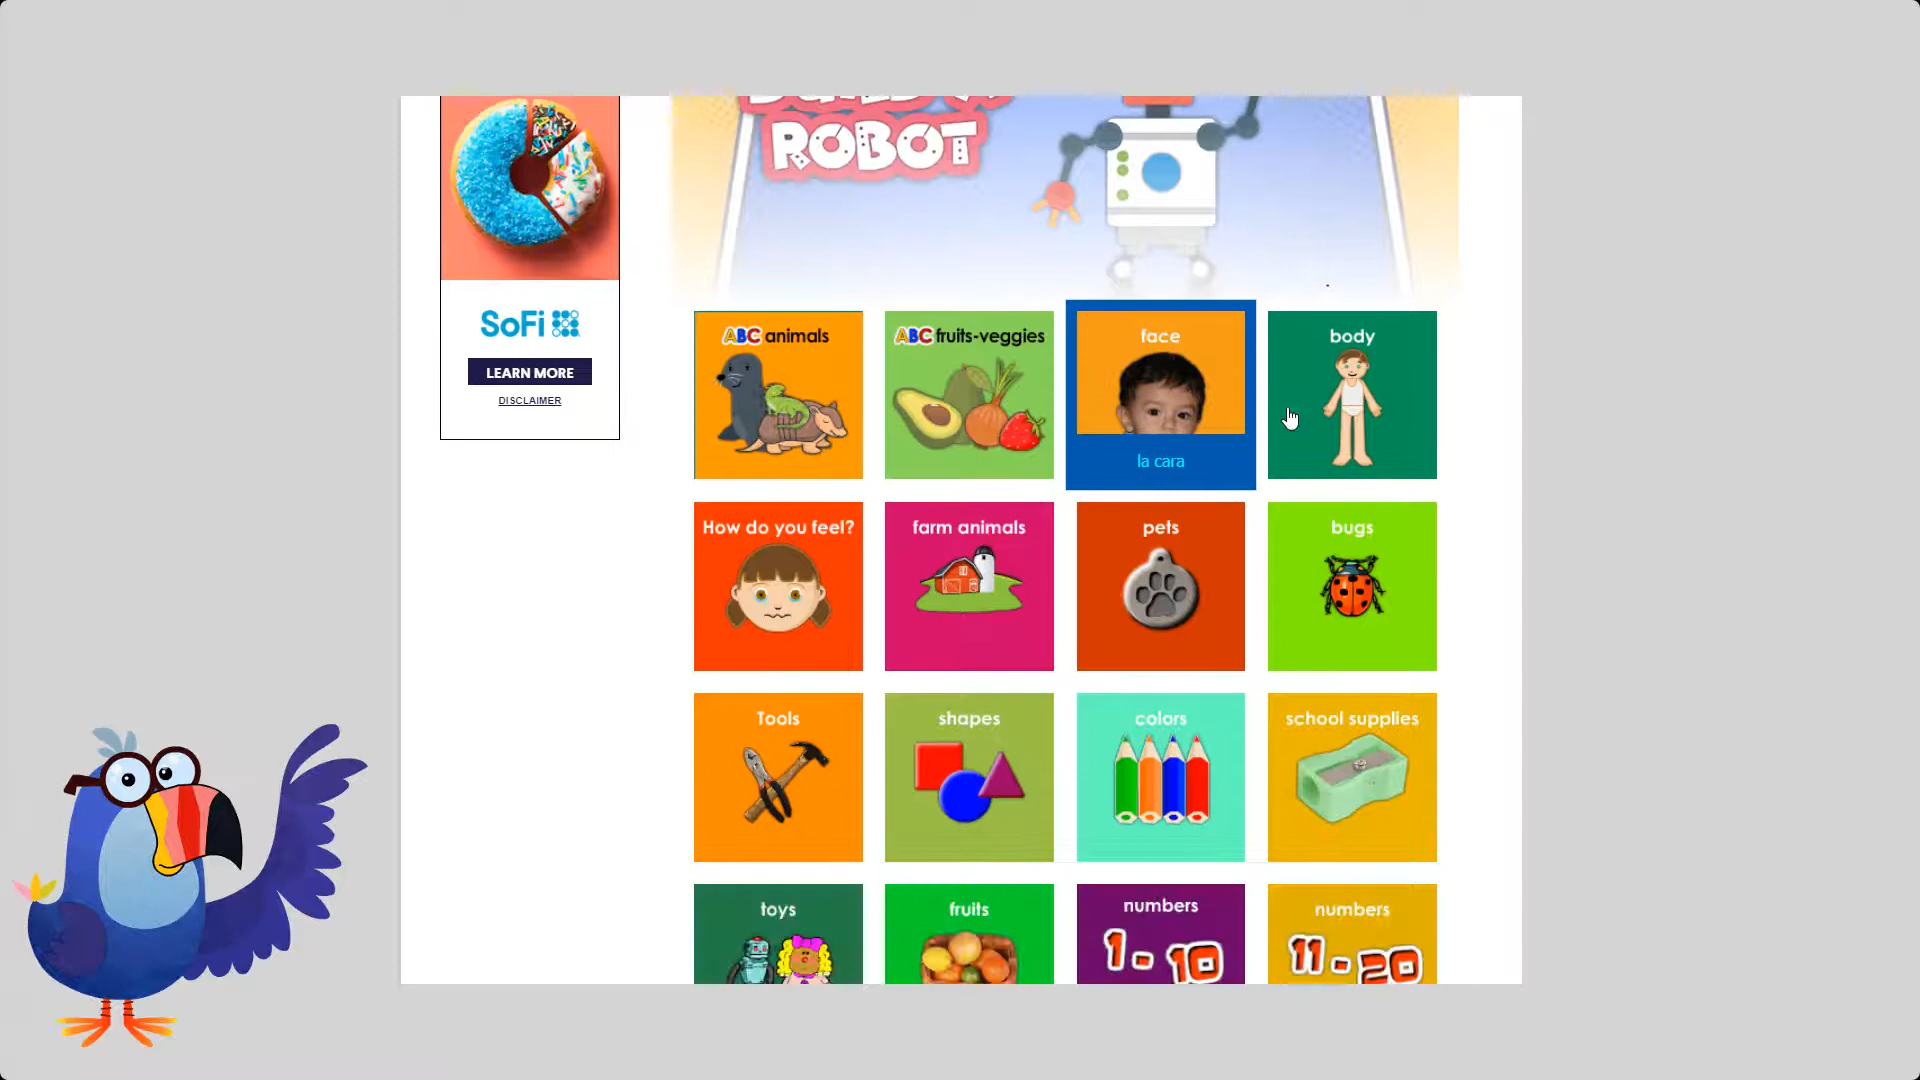 ROBOT
SoFi
LEARN MORE
DISCLAIMER
ABC animals
ABC fruits-veggies
face
la cara
body
How do you feel?
farm animals
pets
bugs
Tools
shapes
colors
school supplies
toys
fruits
numbers
1-10
numbers
11-20